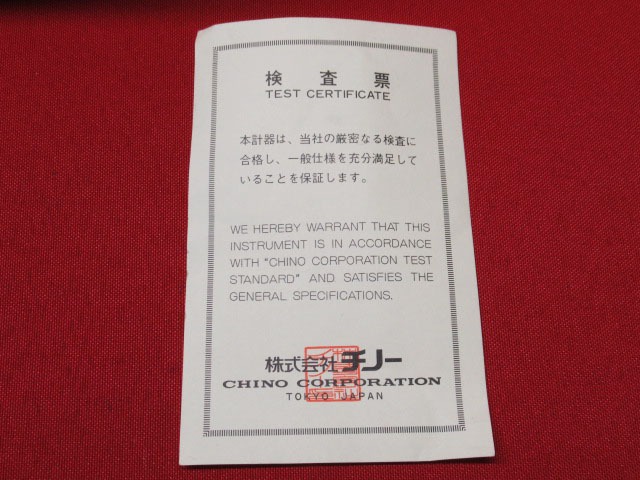 検査票
TEST CERTIFICATE
本計器は、当社の厳密なる検査に
合格し、一般仕様を充分満足して
いることを保証します。
WE HEREBY WARRANT THAT THIS
INSTRUMENT IS IN ACCORDANCE
WITH "CHINO CORPORATION TEST
STANDARD" AND SATISFIES THE
GENERAL SPECIFICATIONS.
株式会社チノー
CHINO CORPORATION
TOKYO JAPAN